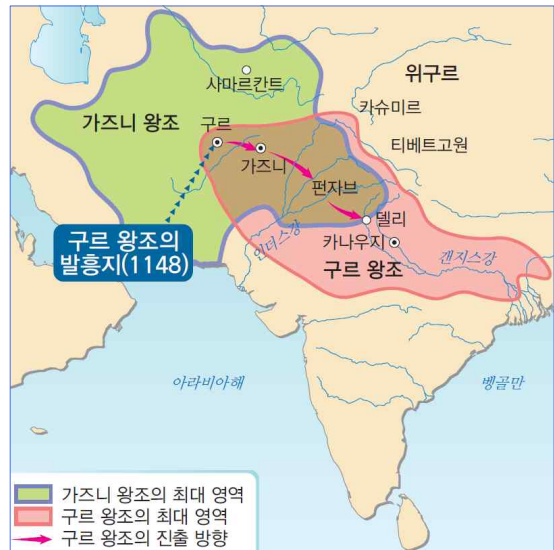 사마르칸트
위구르
카슈미르
가즈니 왕조
구르
티베트고원
가즈니
펀자브
델리
구르 왕조의
발흥지(1148)
인더스강
카나우지
갠지스강
구르 왕조
아라비아해
벵골만
가즈니 왕조의 최대 영역
구르 왕조의 최대 영역
구르 왕조의 진출 방향